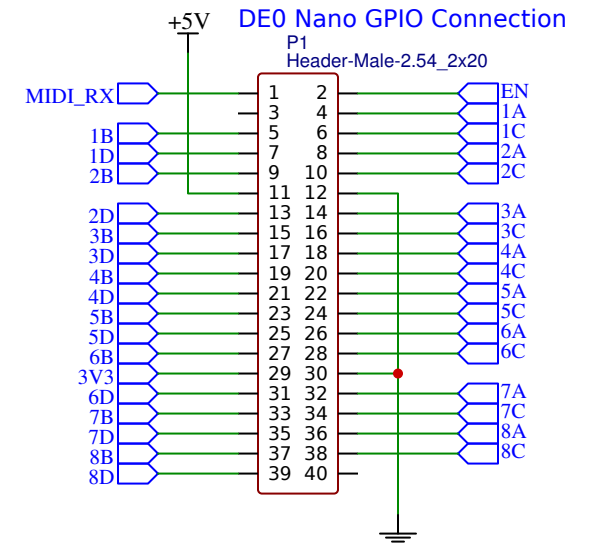 +5V DE0 Nano GPIO Connection
P1
Header-Male-2.54_2x20
MIDI_RX 1 2 EN
3 4 1A
1B 5 6 1C
1D 7 8 2A
2B 9 10 2C
11 12
2D 13 14 3A
3B 15 16 3C
3D 17 18 4A
4B 19 20 4C
4D 21 22 5A
5B 23 24 5C
5D 25 26 6A
6B 27 28 6C
3V3 29 30
6D 31 32 7A
7B 33 34 7C
7D 35 36 8A
8B 37 38 8C
8D 39 40